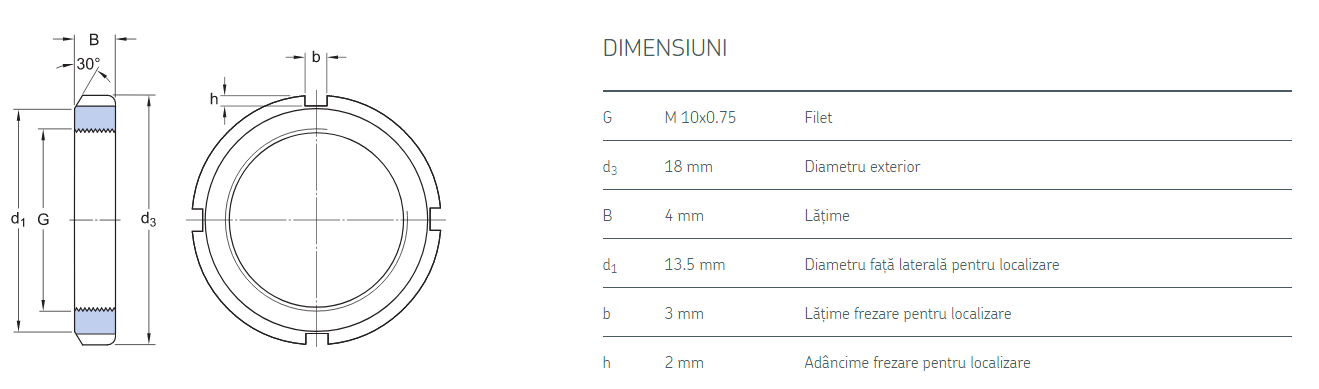 B
30°
b
h
d1
G
d3
DIMENSIUNI
G M 10x0.75 Filet
d3 18 mm Diametru exterior
B 4 mm Lățime
d1 13.5 mm Diametru față laterală pentru localizare
b 3 mm Lățime frezare pentru localizare
h 2 mm Adâncime frezare pentru localizare